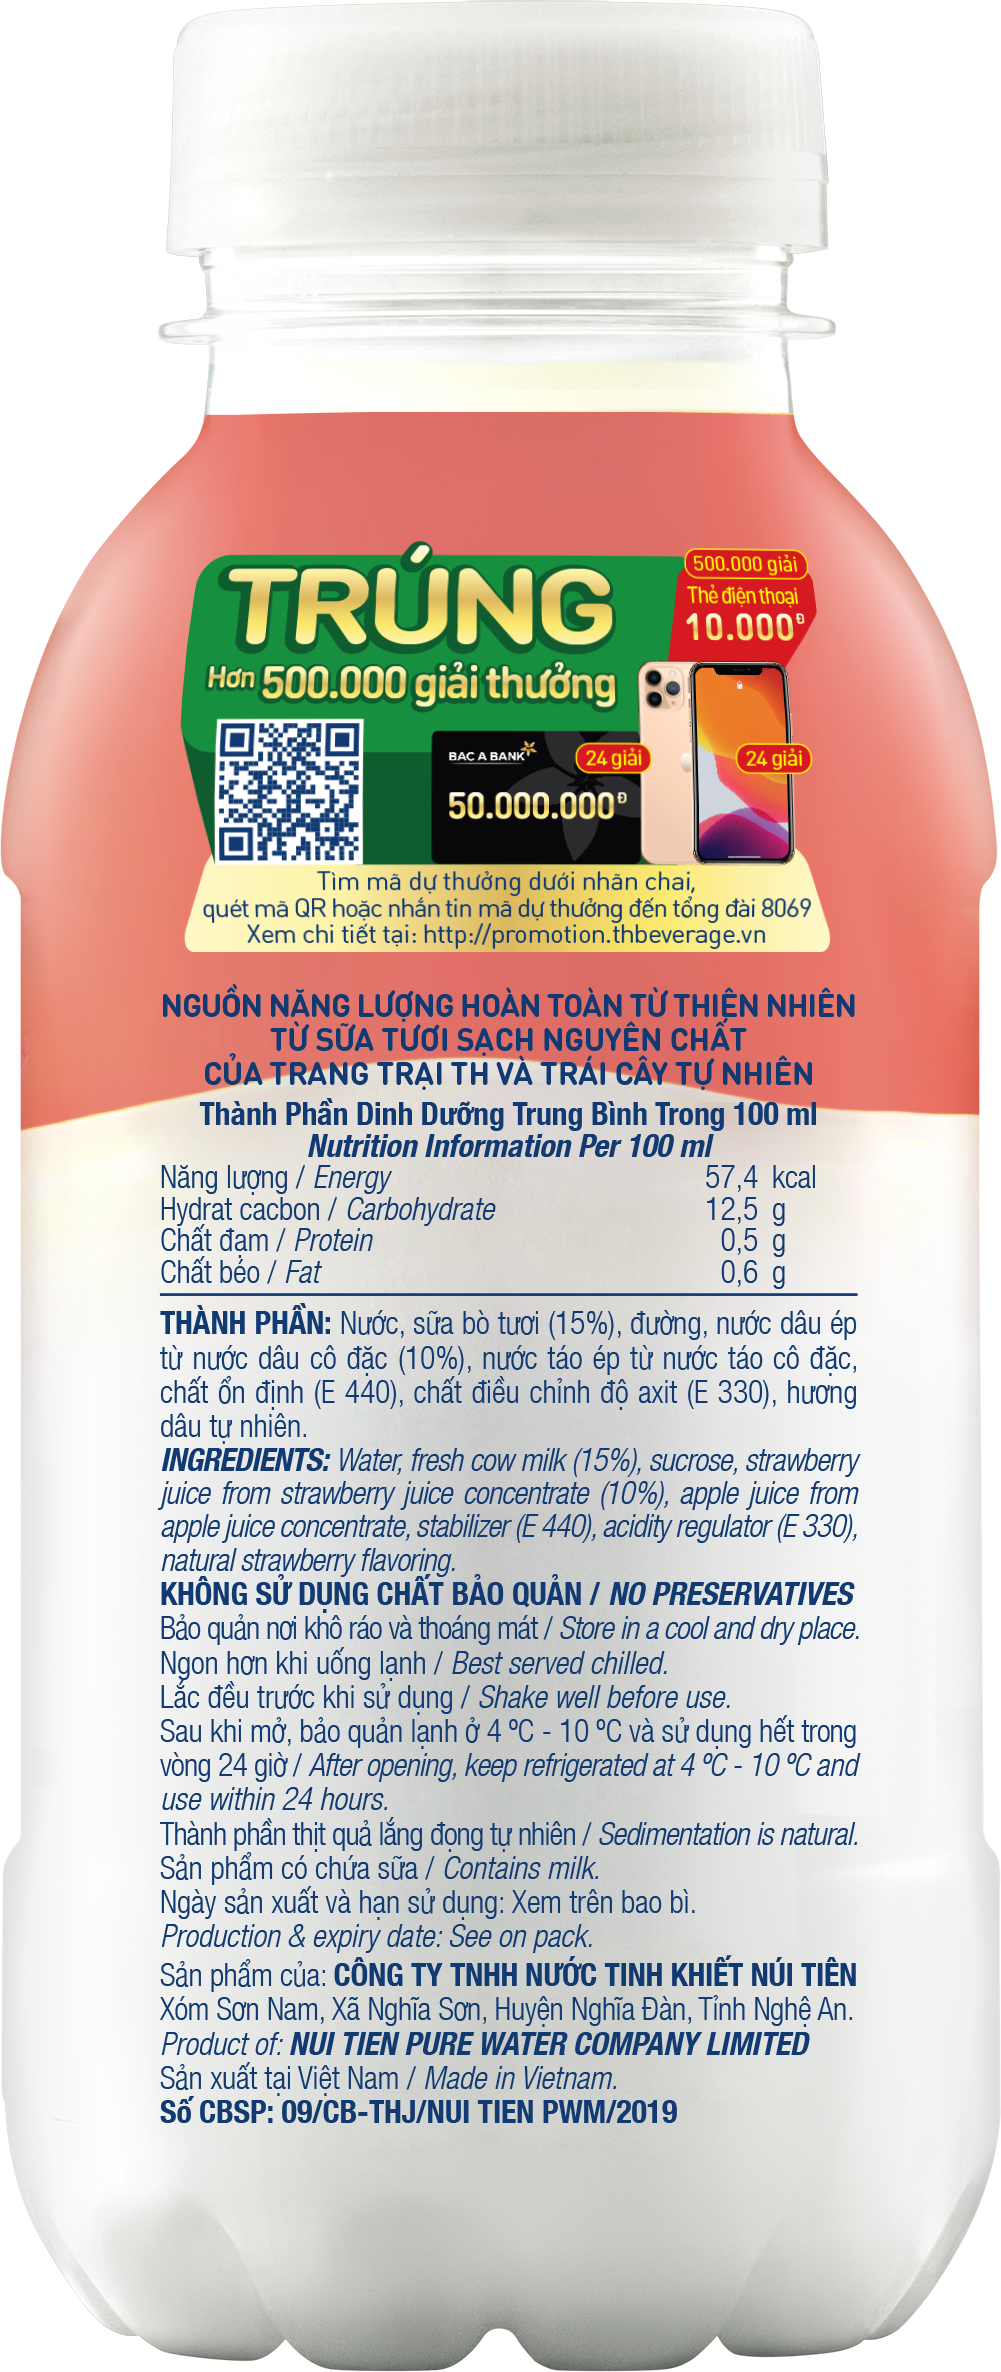 TRÚNG
Hơn 500.000 giải thưởng
500.000 giải
Thẻ điện thoại
10.000Đ
BAC A BANK
24 giải
50.000.000Đ
24 giải
Tìm mã dự thưởng dưới nhãn chai,
quét mã QR hoặc nhắn tin mã dự thưởng đến tổng đài 8069
Xem chi tiết tại: http://promotion.thbeverage.vn
NGUỒN NĂNG LƯỢNG HOÀN TOÀN TỪ THIÊN NHIÊN
TỪ SỮA TƯƠI SẠCH NGUYÊN CHẤT
CỦA TRANG TRẠI TH VÀ TRÁI CÂY TỰ NHIÊN
Thành Phần Dinh Dưỡng Trung Bình Trong 100 ml
Nutrition Information Per 100 ml
Năng lượng / Energy 57,4 kcal
Hydrat cacbon / Carbohydrate 12,5 g
Chất đạm / Protein 0,5 g
Chất béo / Fat 0,6 g
THÀNH PHẦN: Nước, sữa bò tươi (15%), đường, nước dâu ép
từ nước dâu cô đặc (10%), nước táo ép từ nước táo cô đặc,
chất ổn định (E 440), chất điều chỉnh độ axit (E 330), hương
dâu tự nhiên.
INGREDIENTS: Water, fresh cow milk (15%), sucrose, strawberry
juice from strawberry juice concentrate (10%), apple juice from
apple juice concentrate, stabilizer (E 440), acidity regulator (E 330),
natural strawberry flavoring.
KHÔNG SỬ DỤNG CHẤT BẢO QUẢN / NO PRESERVATIVES
Bảo quản nơi khô ráo và thoáng mát / Store in a cool and dry place.
Ngon hơn khi uống lạnh / Best served chilled.
Lắc đều trước khi sử dụng / Shake well before use.
Sau khi mở, bảo quản lạnh ở 4 ºC - 10 ºC và sử dụng hết trong
vòng 24 giờ / After opening, keep refrigerated at 4 ºC - 10 ºC and
use within 24 hours.
Thành phần thịt quả lắng đọng tự nhiên / Sedimentation is natural.
Sản phẩm có chứa sữa / Contains milk.
Ngày sản xuất và hạn sử dụng: Xem trên bao bì.
Production & expiry date: See on pack.
Sản phẩm của: CÔNG TY TNHH NƯỚC TINH KHIẾT NÚI TIÊN
Xóm Sơn Nam, Xã Nghĩa Sơn, Huyện Nghĩa Đàn, Tỉnh Nghệ An.
Product of: NUI TIEN PURE WATER COMPANY LIMITED
Sản xuất tại Việt Nam / Made in Vietnam.
Số CBSP: 09/CB-THJ/NUI TIEN PWM/2019